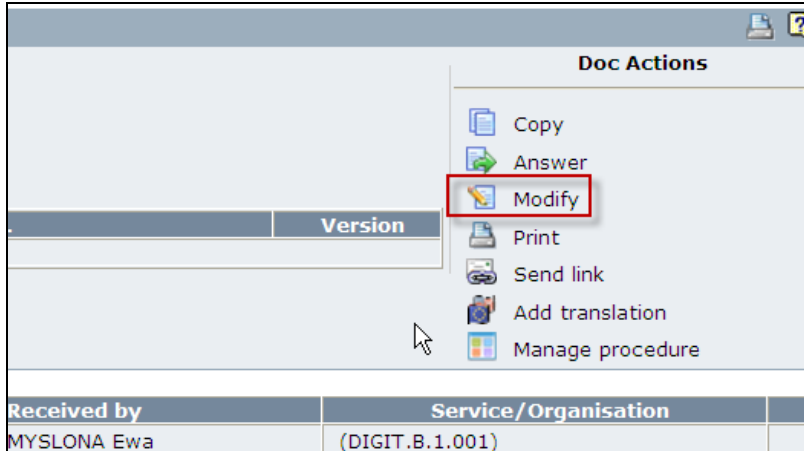 ?
Doc Actions
Copy
Answer
Modify
Version
Print
Send link
Add translation
Manage procedure
Received by Service/Organisation
MYSLONA Ewa (DIGIT.B.1.001)